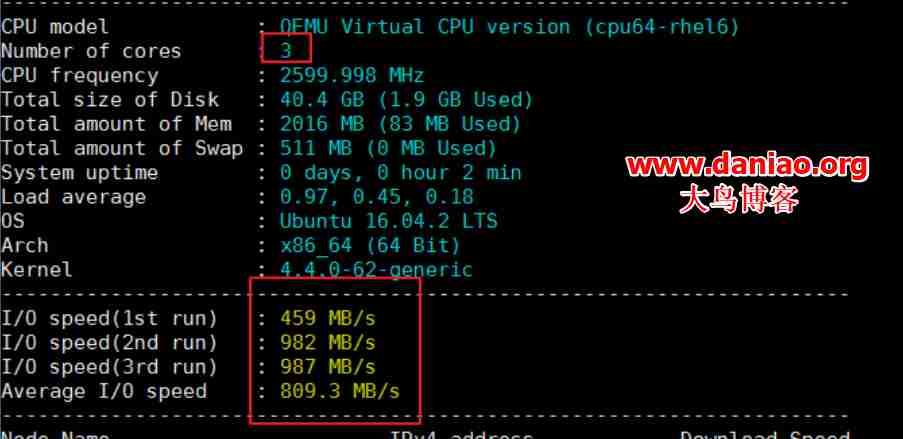 ----------------------------------------------------------------------
CPU model            : QEMU Virtual CPU version (cpu64-rhel6)
Number of cores      : 3
CPU frequency        : 2599.998 MHz
Total size of Disk   : 40.4 GB (1.9 GB Used)
Total amount of Mem  : 2016 MB (83 MB Used)
Total amount of Swap : 511 MB (0 MB Used)
System uptime        : 0 days, 0 hour 2 min
Load average         : 0.97, 0.45, 0.18
OS                   : Ubuntu 16.04.2 LTS
Arch                 : x86_64 (64 Bit)
Kernel               : 4.4.0-62-generic
www.daniao.org
大鸟博客
----------------------------------------------------------------------
I/O speed(1st run)   : 459 MB/s
I/O speed(2nd run)   : 982 MB/s
I/O speed(3rd run)   : 987 MB/s
Average I/O speed    : 809.3 MB/s
----------------------------------------------------------------------
Node Name                       IPv4 address            Download Speed